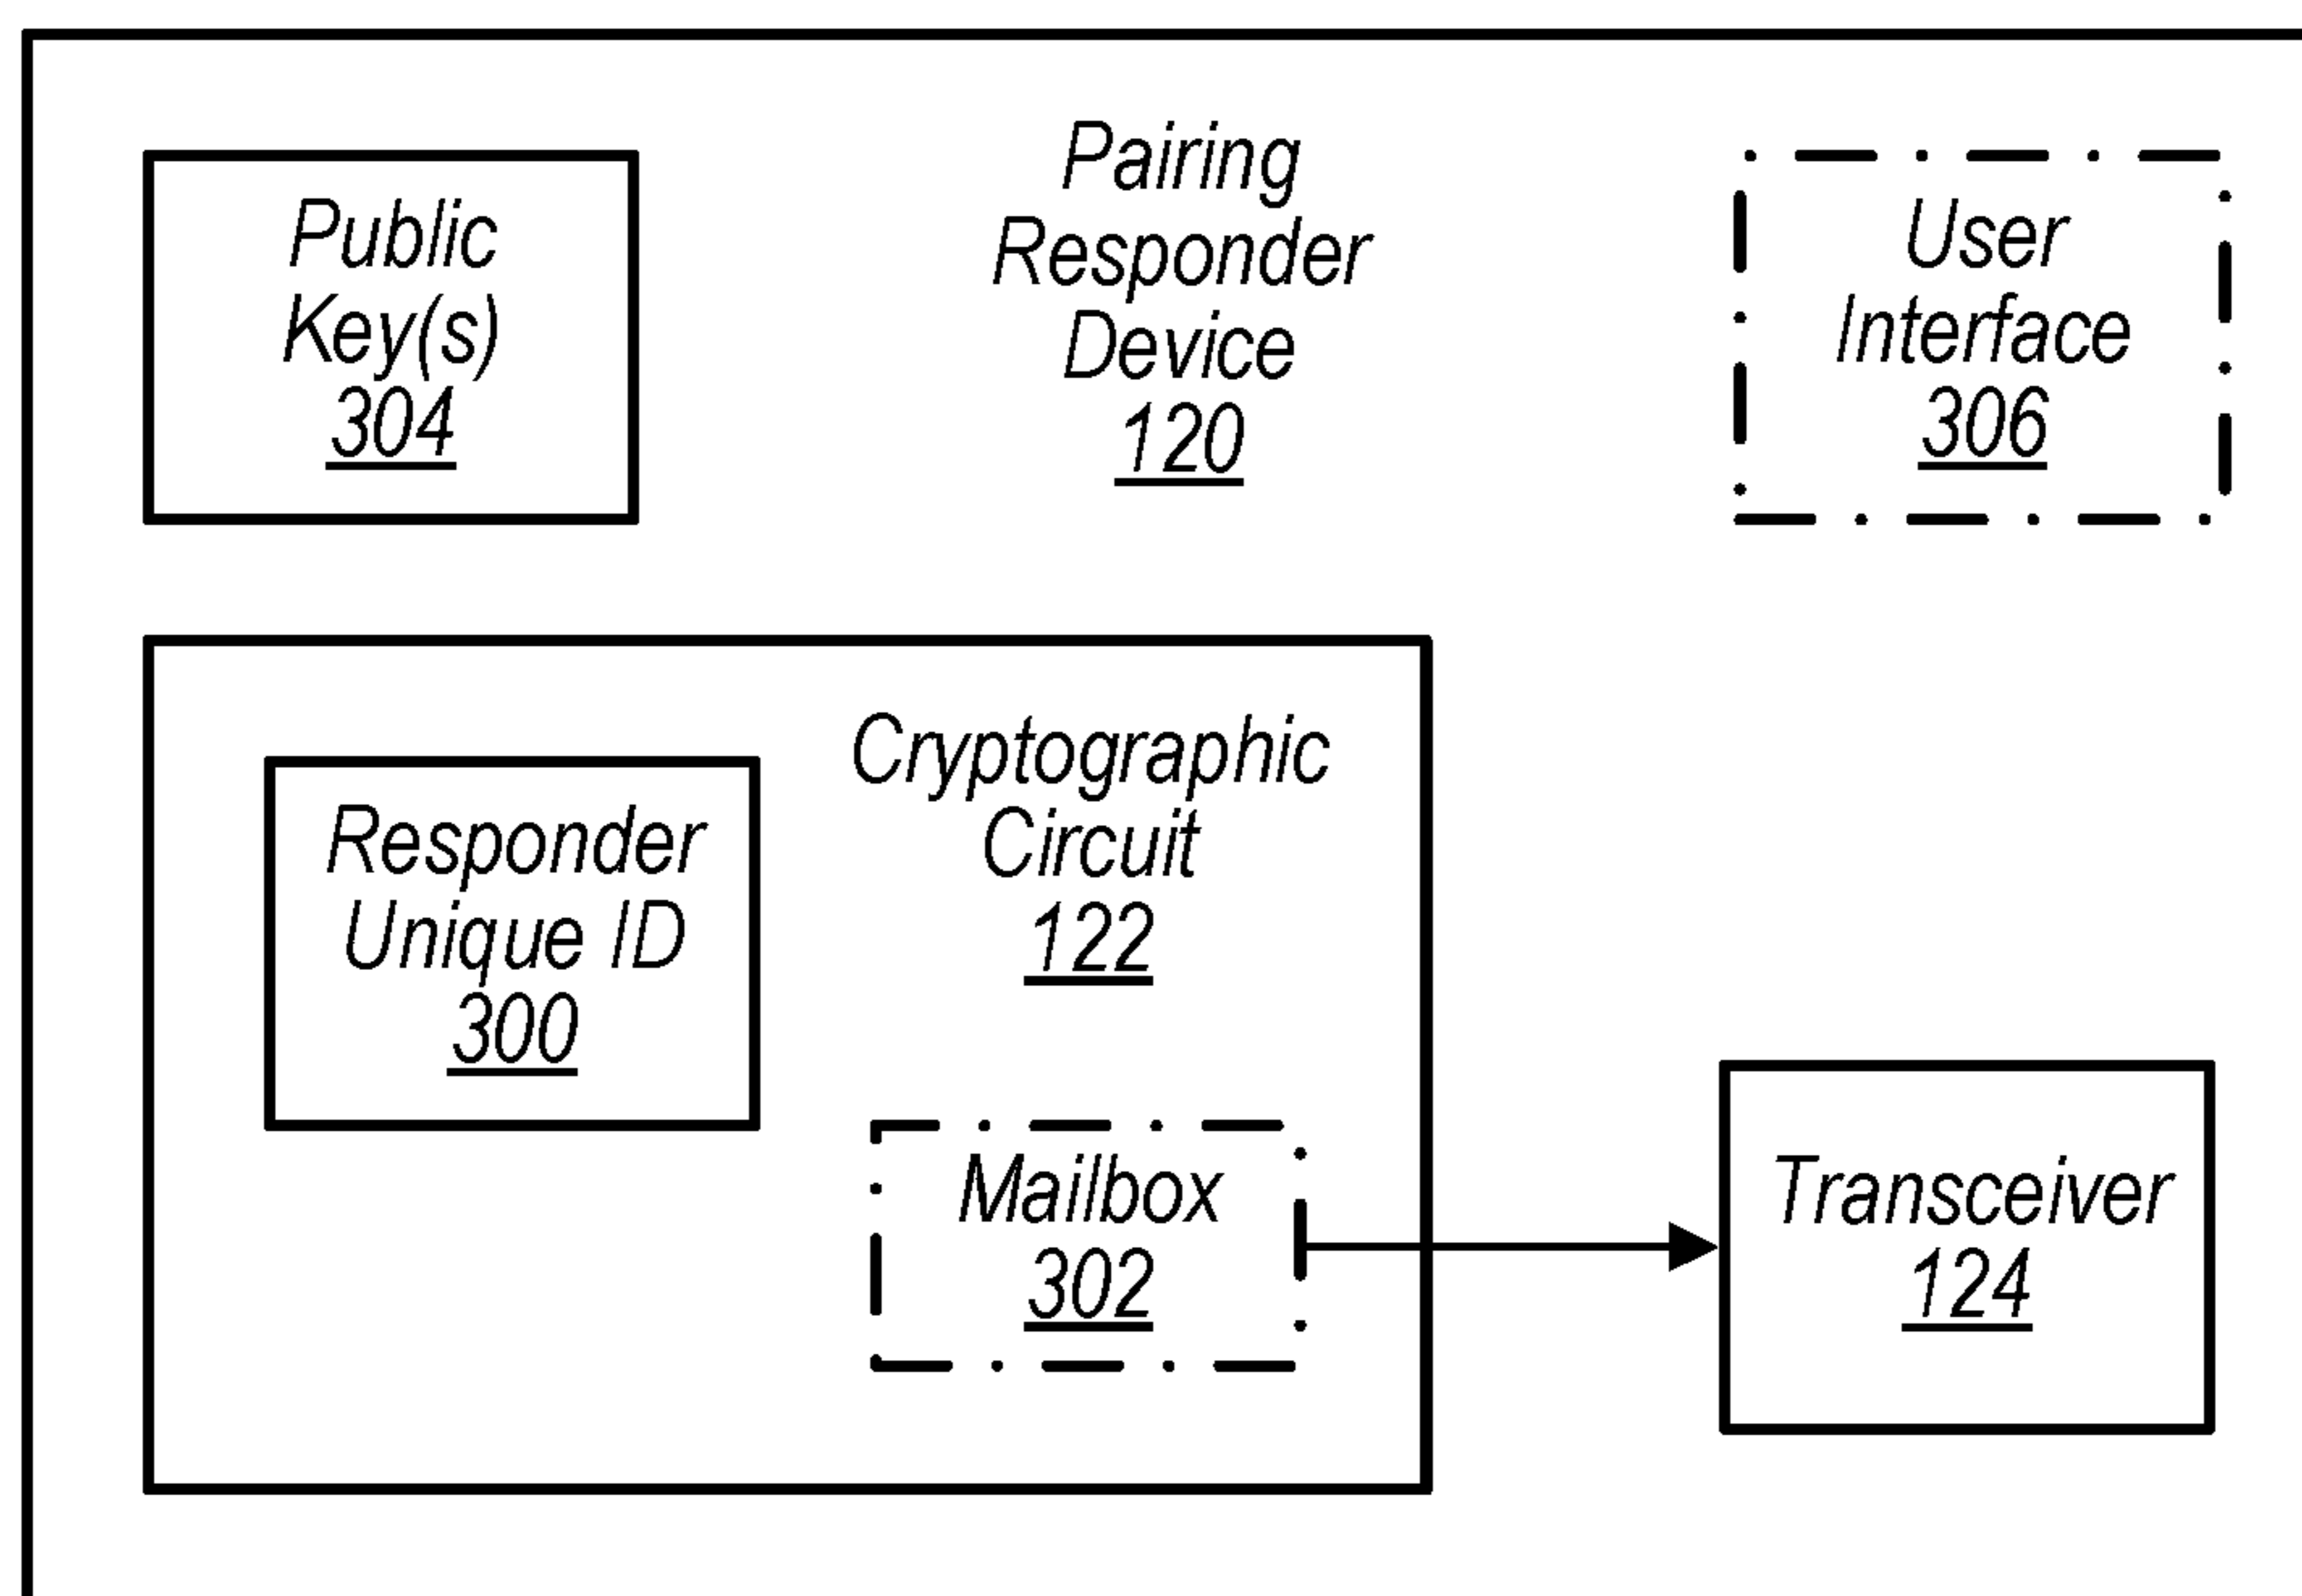 Public
Key(s)
304
Pairing
Responder
Device
120
User
Interface
306
Responder
Unique ID
300
Cryptographic
Circuit
122
Mailbox
302
Transceiver
124